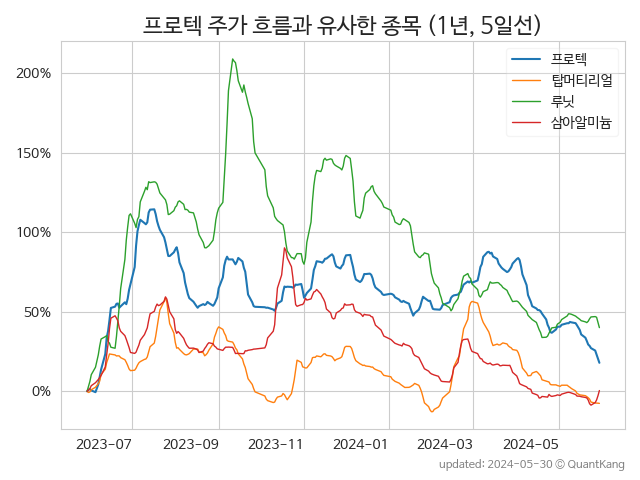 프로텍 주가 흐름과 유사한 종목 (1년, 5일선)
프로텍
탑머티리얼
루닛
삼아알미늄
200%
150%
100%
50%
0%
2023-07
2023-09
2023-11
2024-01
2024-03
2024-05
updated: 2024-05-30 © QuantKang